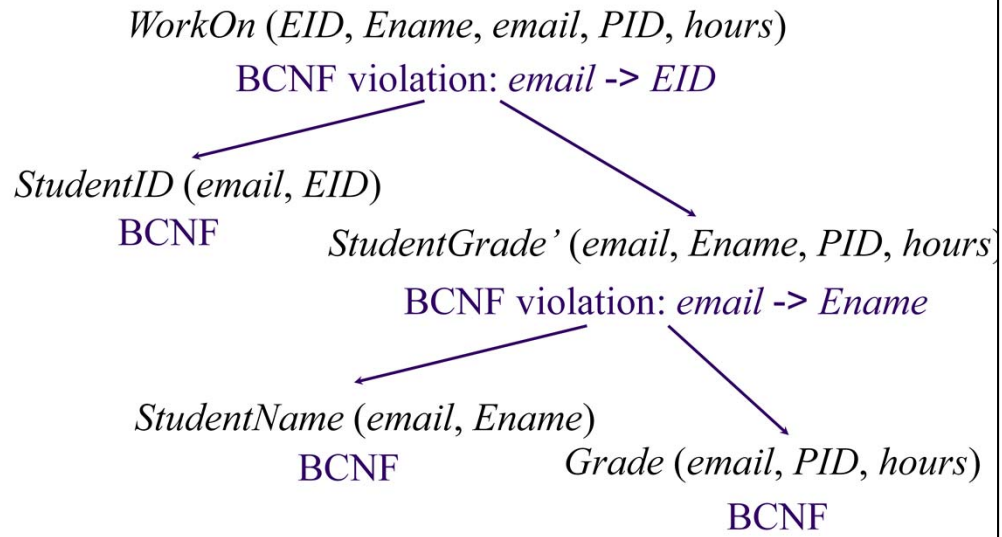 WorkOn (EID, Ename, email, PID, hours)
BCNF violation: email -> EID
StudentID (email, EID)
BCNF
StudentGrade’ (email, Ename, PID, hours)
BCNF violation: email -> Ename
StudentName (email, Ename)
BCNF
Grade (email, PID, hours)
BCNF